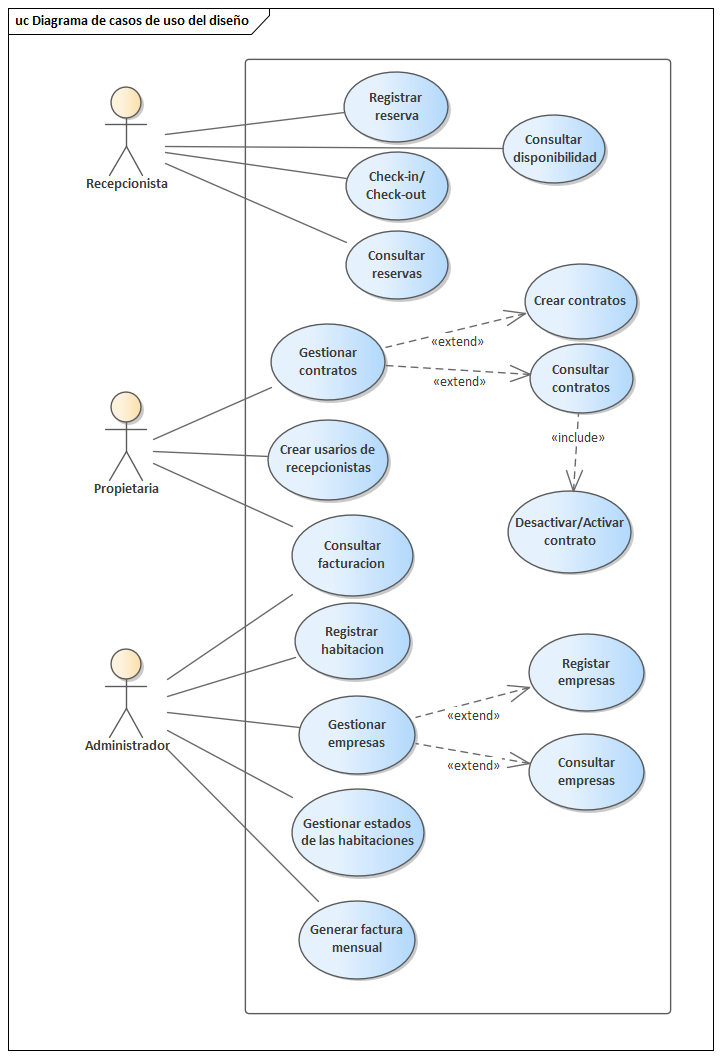 uc Diagrama de casos de uso del diseño
Registrar
reserva
Consultar
disponibilidad
Recepcionista
Check-in/
Check-out
Consultar
reservas
Crear contratos
«extend»
Gestionar
contratos
«extend»
Consultar
contratos
«include»
Propietaria
Crear usarios de
recepcionistas
Desactivar/Activar
contrato
Consultar
facturacion
Registrar
habitacion
Administrador
Registar
empresas
«extend»
Gestionar
empresas
«extend»
Consultar
empresas
Gestionar estados
de las habitaciones
Generar factura
mensual